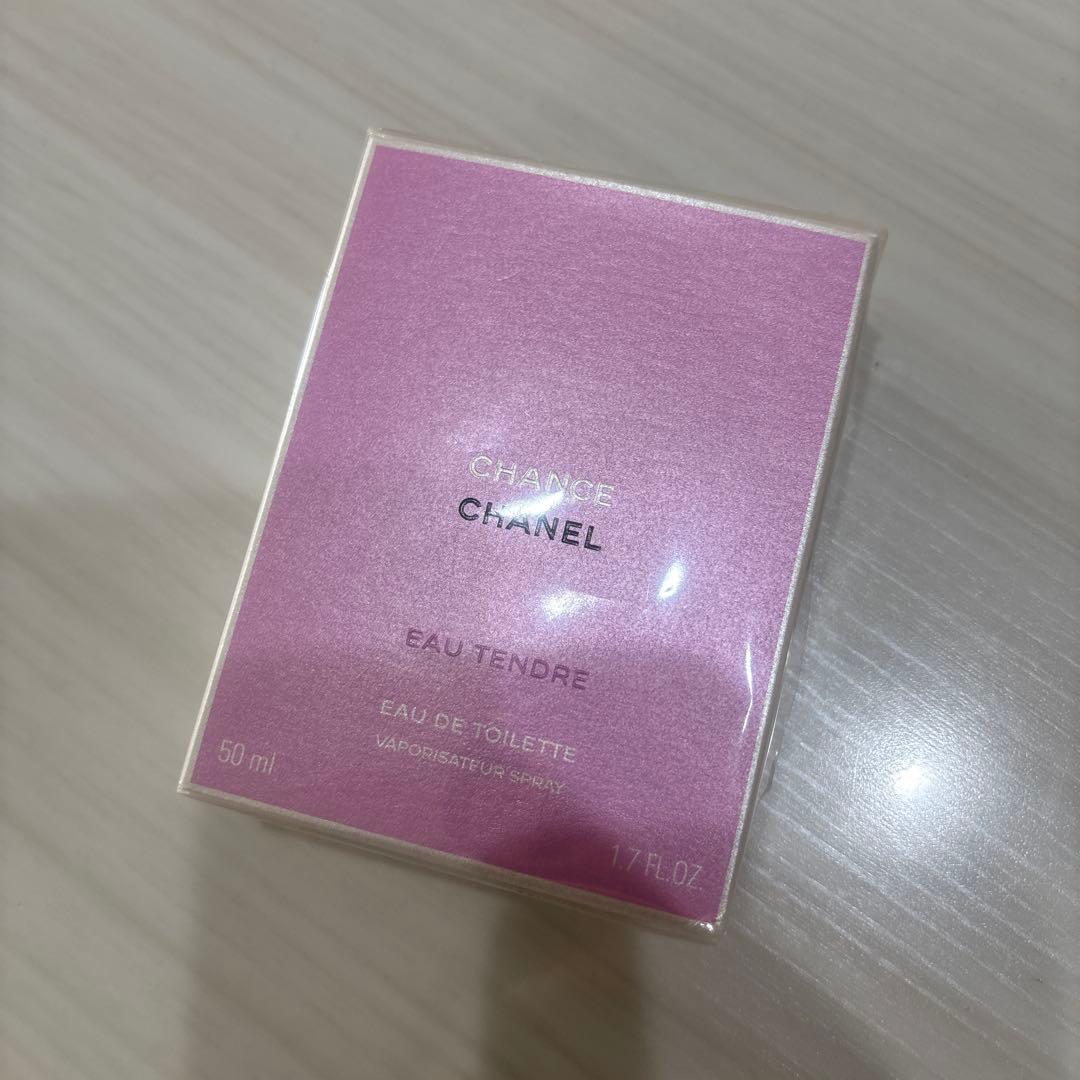 CHANCE
CHANEL
EAU TENDRE
EAU DE TOILETTE
VAPORISATEUR SPRAY
50 ml
1.7 FL.OZ.